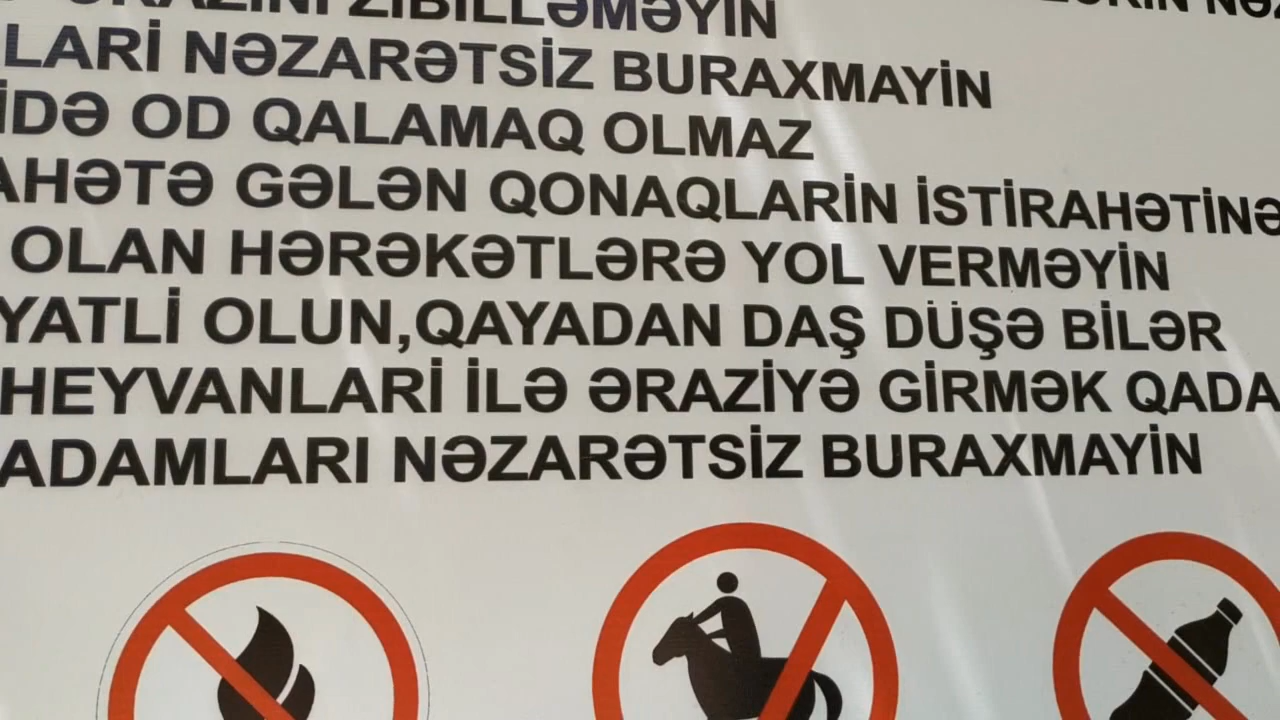 ZİBİLLƏMƏYİN
LARİ NƏZARƏTSİZ BURAXMAYİN
İDƏ OD QALAMAQ OLMAZ
AHƏTƏ GƏLƏN QONAQLARİN İSTİRAHƏTİNƏ
OLAN HƏRƏKƏTLƏRƏ YOL VERMƏYİN
YATLİ OLUN,QAYADAN DAŞ DÜŞƏ BİLƏR
HEYVANLARİ İLƏ ƏRAZİYƏ GİRMƏK QADA
ADAMLARI NƏZARƏTSİZ BURAXMAYİN